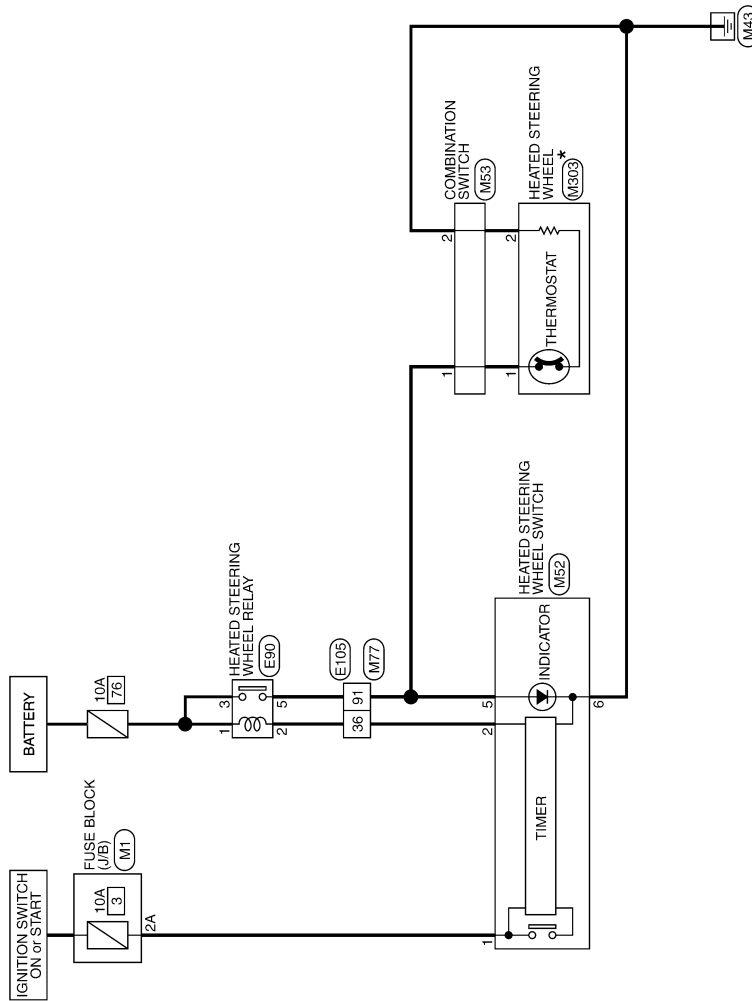 IGNITION SWITCH
ON or START
BATTERY
FUSE BLOCK
(J/B)
M1
10A
3
2A
10A
76
HEATED STEERING
WHEEL RELAY
E90
1
3
2
5
E105
M77
36
91
HEATED STEERING
WHEEL SWITCH
M52
1
2
5
TIMER
INDICATOR
6
COMBINATION
SWITCH
M53
1
2
HEATED STEERING
WHEEL *
M303
1
2
THERMOSTAT
M43